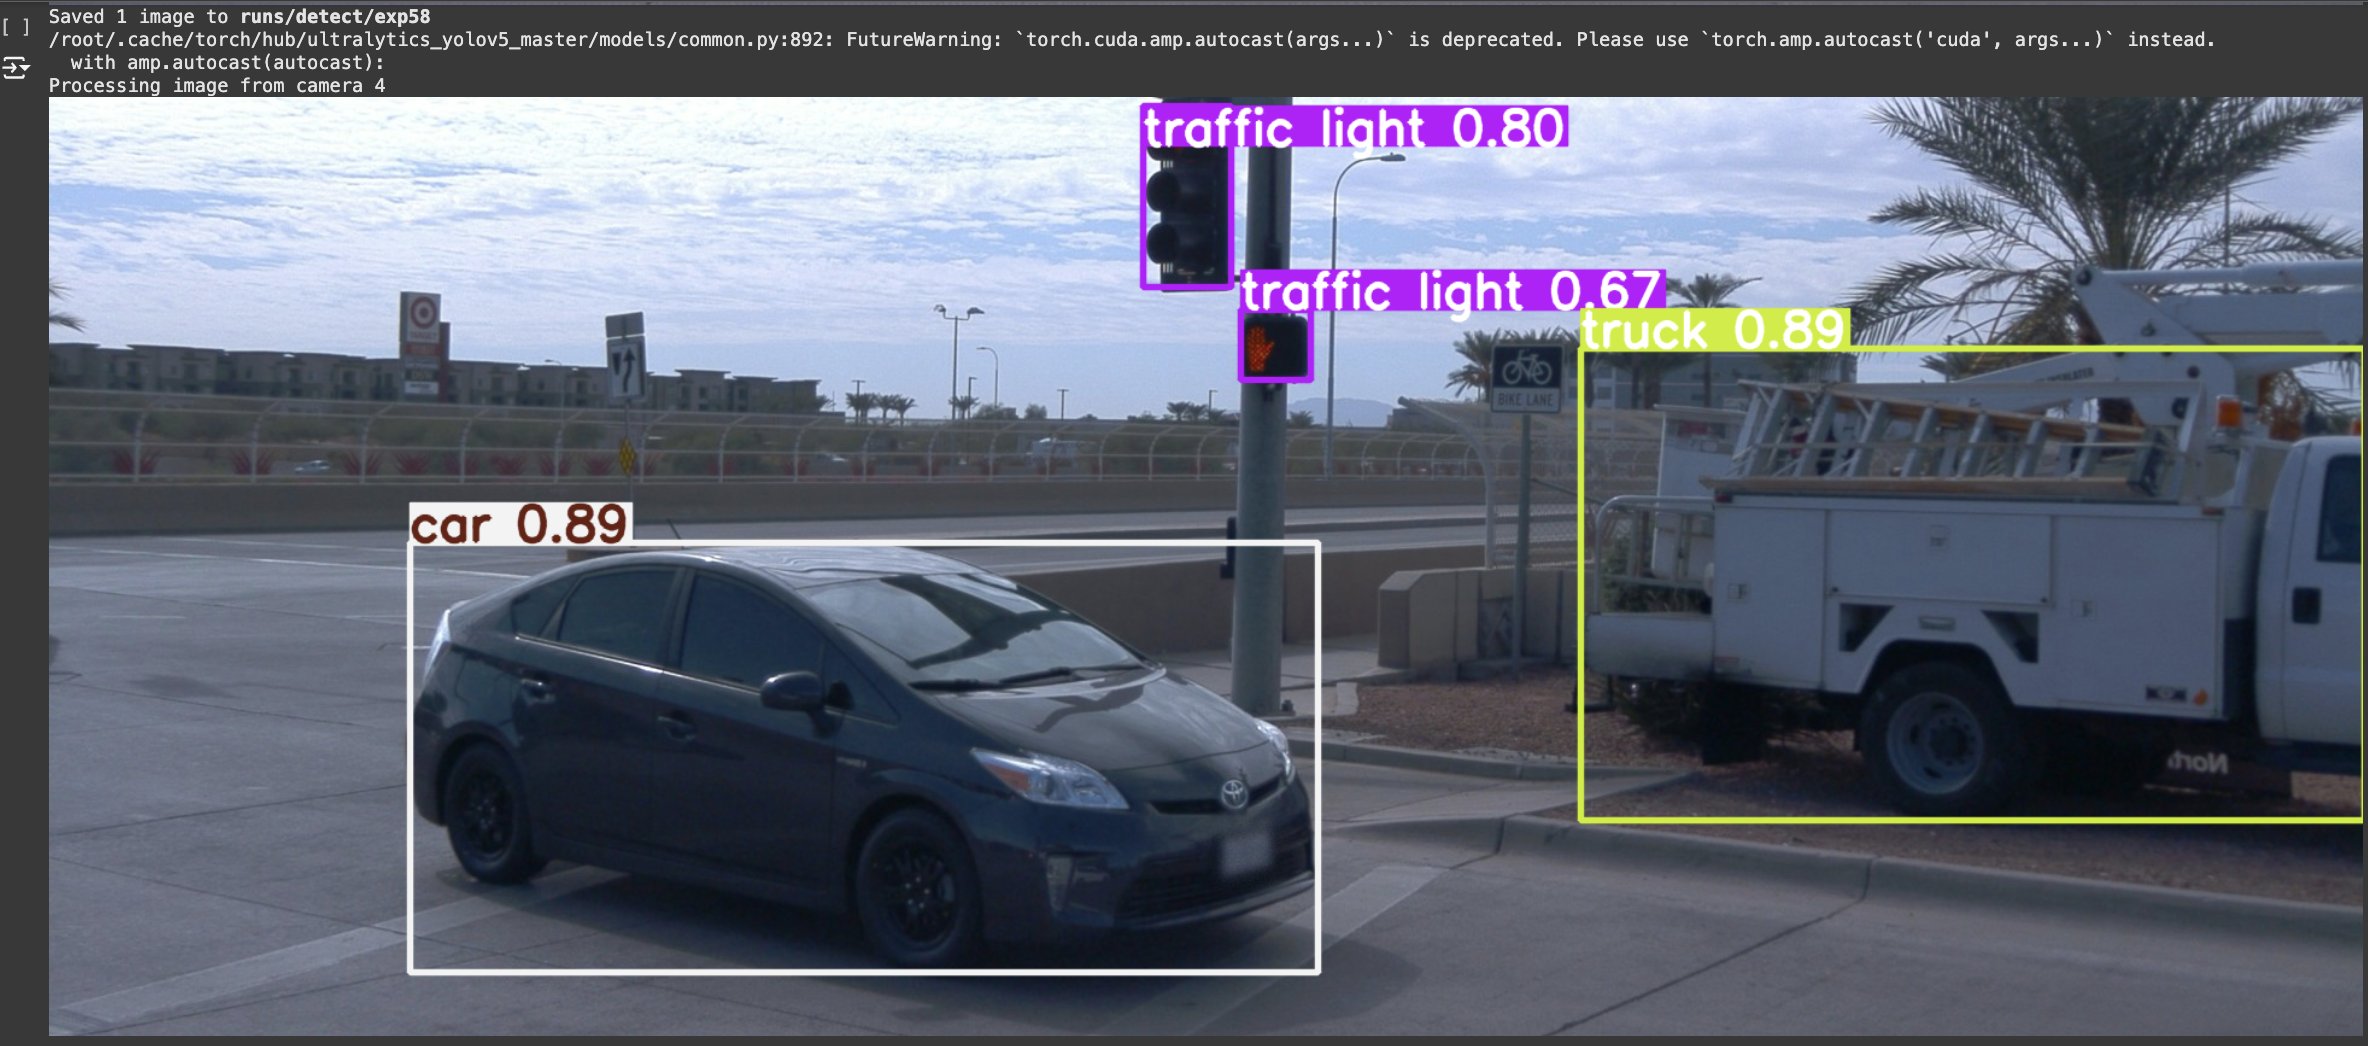 [ ]
Saved 1 image to runs/detect/exp58
/root/.cache/torch/hub/ultralytics_yolov5_master/models/common.py:892: FutureWarning: `torch.cuda.amp.autocast(args...)` is deprecated. Please use `torch.amp.autocast('cuda', args...)` instead.
  with amp.autocast(autocast):
Processing image from camera 4
traffic light 0.80
traffic light 0.67
truck 0.89
BIKE LANE
car 0.89